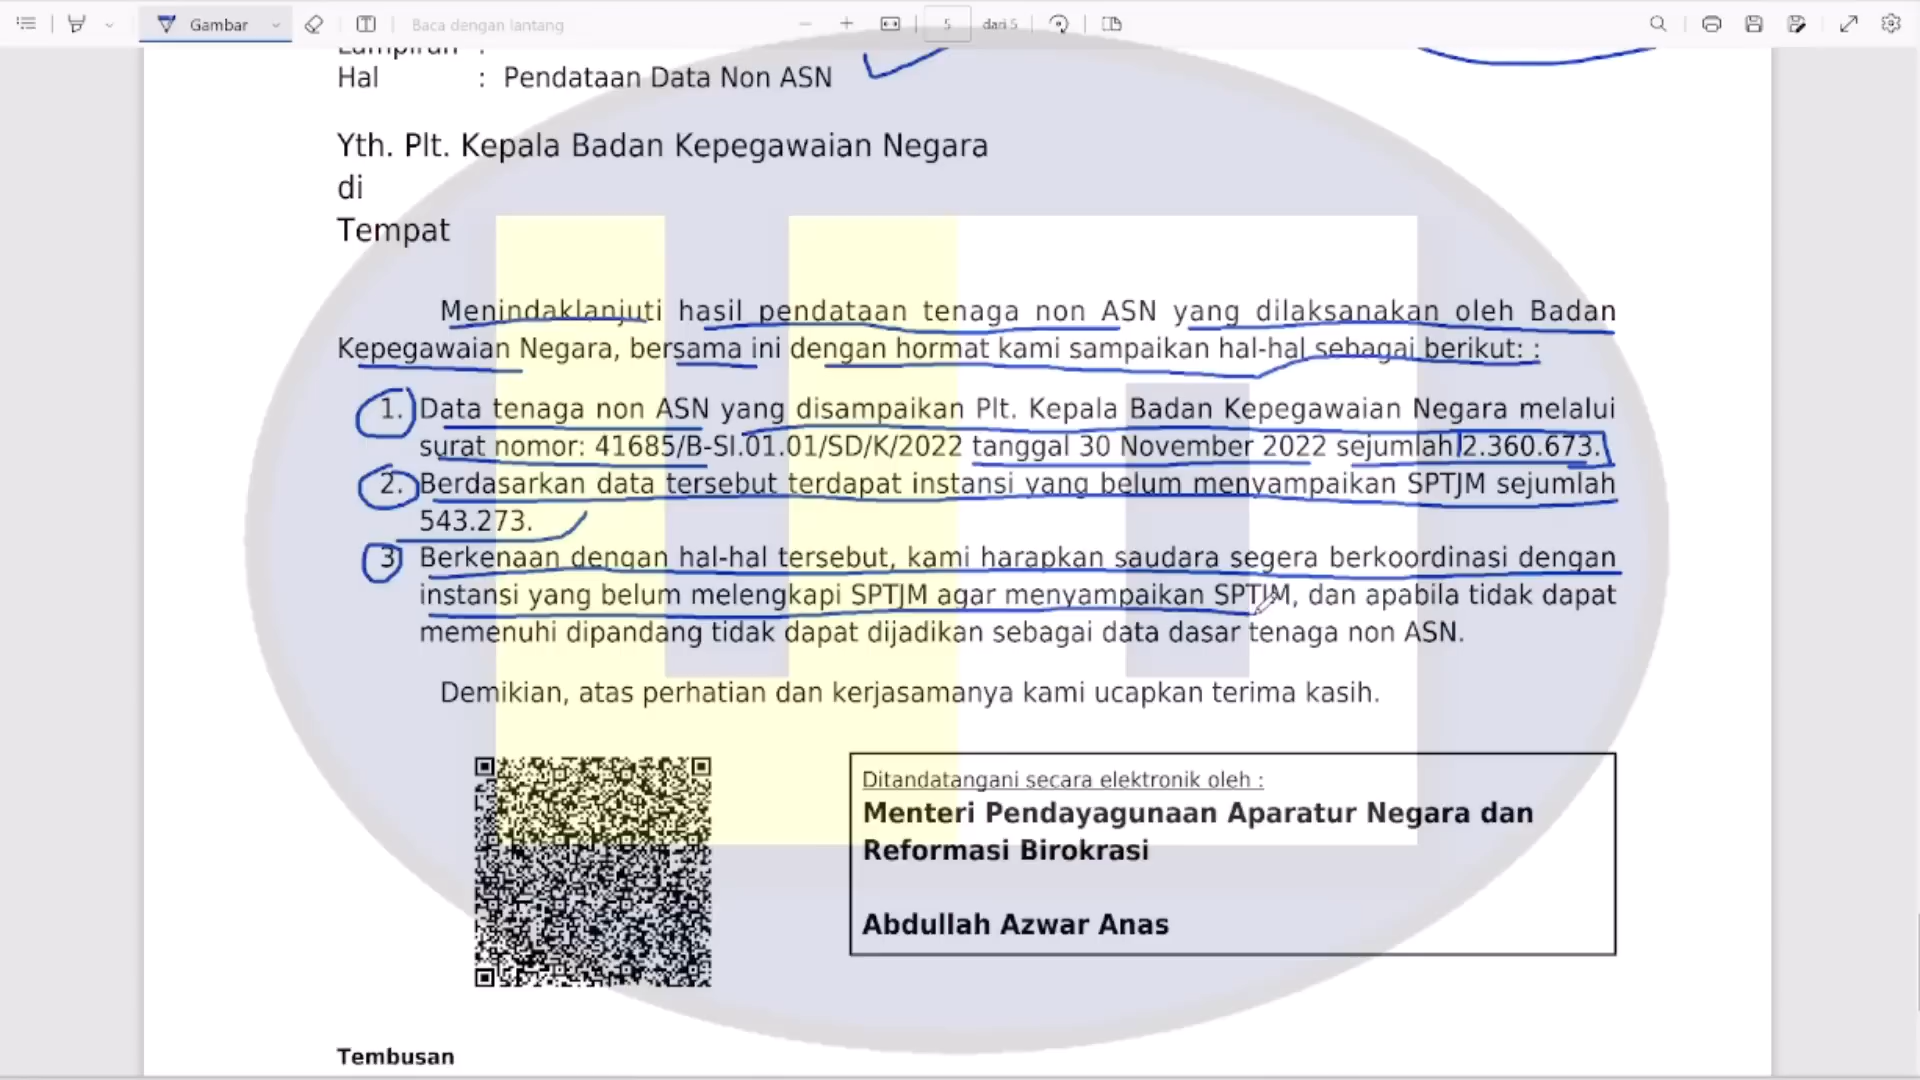 Gambar
Baca dengan lantang
5
dari 5
Lampiran :
Hal : Pendataan Data Non ASN
Yth. Plt. Kepala Badan Kepegawaian Negara
di
Tempat
Menindaklanjuti hasil pendataan tenaga non ASN yang dilaksanakan oleh Badan
Kepegawaian Negara, bersama ini dengan hormat kami sampaikan hal-hal sebagai berikut: :
1. Data tenaga non ASN yang disampaikan Plt. Kepala Badan Kepegawaian Negara melalui
surat nomor: 41685/B-SI.01.01/SD/K/2022 tanggal 30 November 2022 sejumlah 2.360.673.
2. Berdasarkan data tersebut terdapat instansi yang belum menyampaikan SPTJM sejumlah
543.273.
3 Berkenaan dengan hal-hal tersebut, kami harapkan saudara segera berkoordinasi dengan
instansi yang belum melengkapi SPTJM agar menyampaikan SPTJM, dan apabila tidak dapat
memenuhi dipandang tidak dapat dijadikan sebagai data dasar tenaga non ASN.
Demikian, atas perhatian dan kerjasamanya kami ucapkan terima kasih.
Ditandatangani secara elektronik oleh :
Menteri Pendayagunaan Aparatur Negara dan
Reformasi Birokrasi
Abdullah Azwar Anas
Tembusan